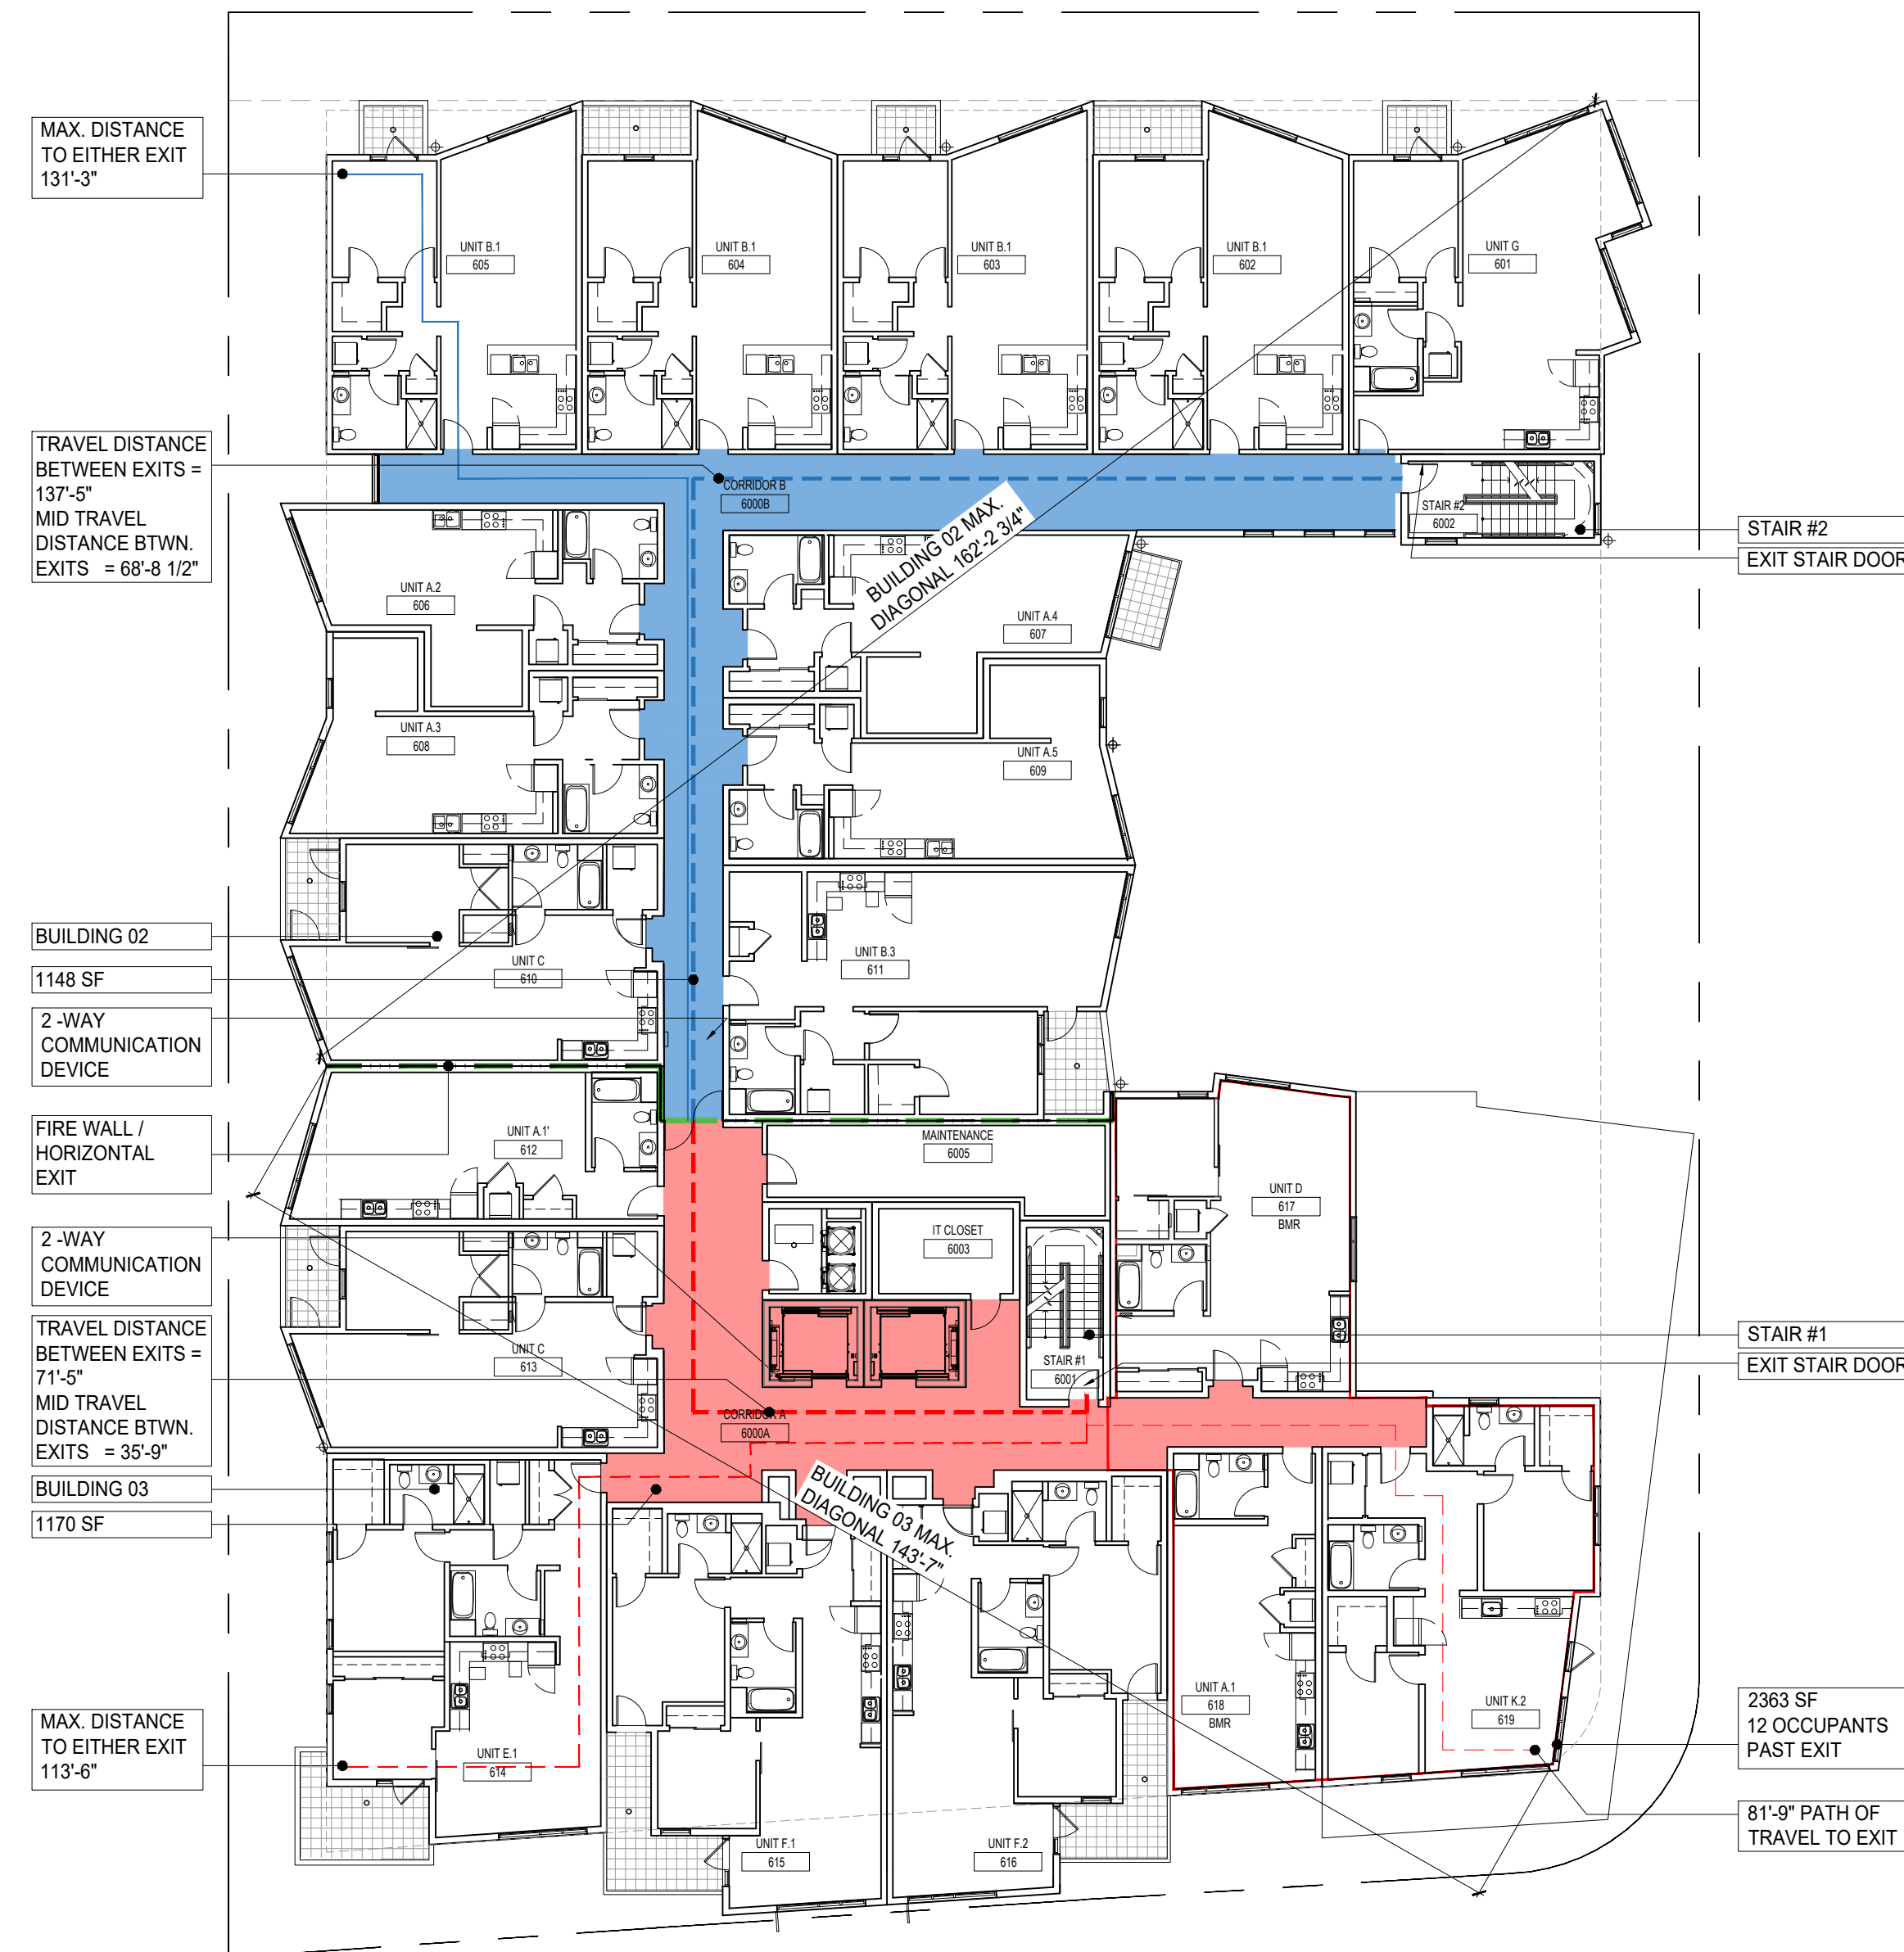 MAX. DISTANCE
TO EITHER EXIT
131'-3"
UNIT B.1
605
UNIT B.1
604
UNIT B.1
603
UNIT B.1
602
UNIT G
601
TRAVEL DISTANCE
BETWEEN EXITS =
137'-5"
MID TRAVEL
DISTANCE BTWN.
EXITS = 68'-8 1/2"
CORRIDOR B
6000B
STAIR #2
6002
STAIR #2
EXIT STAIR DOOR
BUILDING 02 MAX.
DIAGONAL 162'-2 3/4"
UNIT A.2
606
UNIT A.4
607
UNIT A.3
608
UNIT A.5
609
BUILDING 02
1148 SF
2 -WAY
COMMUNICATION
DEVICE
UNIT C
610
UNIT B.3
611
FIRE WALL /
HORIZONTAL
EXIT
UNIT A.1'
612
MAINTENANCE
6005
UNIT D
617
BMR
IT CLOSET
6003
2 -WAY
COMMUNICATION
DEVICE
TRAVEL DISTANCE
BETWEEN EXITS =
71'-5"
MID TRAVEL
DISTANCE BTWN.
EXITS = 35'-9"
UNIT C
613
STAIR #1
6001
STAIR #1
EXIT STAIR DOOR
CORRIDOR A
6000A
BUILDING 03
1170 SF
BUILDING 03 MAX.
DIAGONAL 143'-7"
MAX. DISTANCE
TO EITHER EXIT
113'-6"
UNIT E.1
614
UNIT F.1
615
UNIT F.2
616
UNIT A.1
618
BMR
UNIT K.2
619
2363 SF
12 OCCUPANTS
PAST EXIT
81'-9" PATH OF
TRAVEL TO EXIT